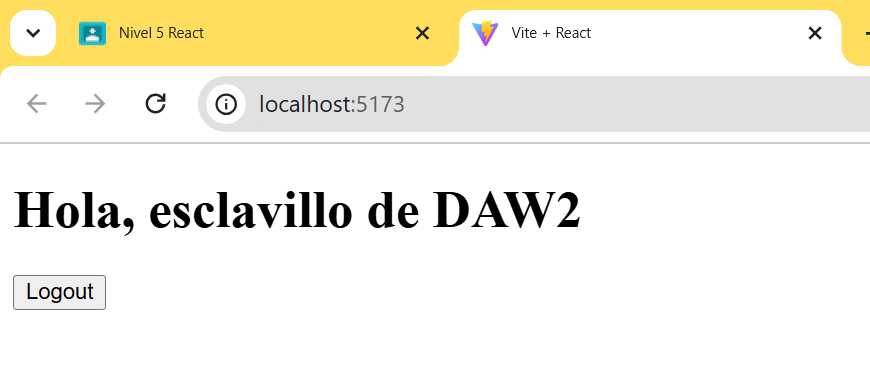 Nivel 5 React
Vite + React
localhost:5173
Hola, esclavillo de DAW2
Logout